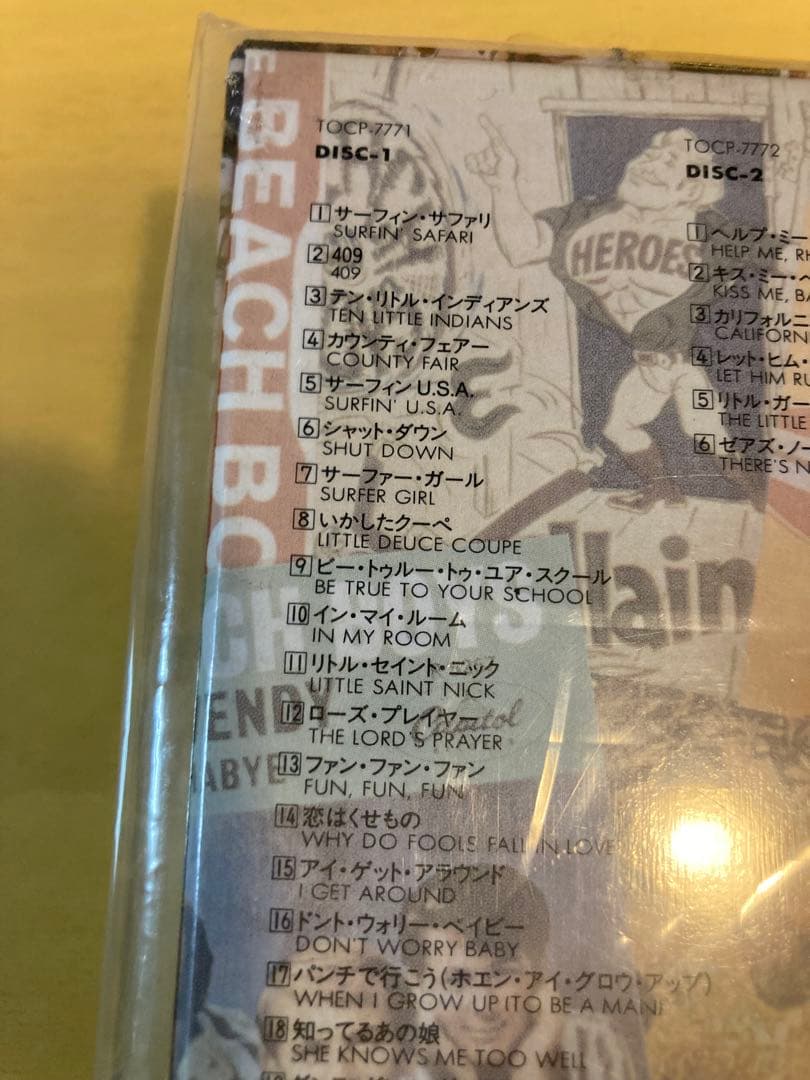 E BEACH BO
TOCP-7771
DISC-1
1 サーフィン・サファリ
SURFIN' SAFARI
2 409
409
3 テン・リトル・インディアンズ
TEN LITTLE INDIANS
4 カウンティ・フェアー
COUNTY FAIR
5 サーフィン U.S.A.
SURFIN' U.S.A.
6 シャット・ダウン
SHUT DOWN
7 サーファー・ガール
SURFER GIRL
8 いかしたクーペ
LITTLE DEUCE COUPE
9 ビー・トゥルー・トゥ・ユア・スクール
BE TRUE TO YOUR SCHOOL
10 イン・マイ・ルーム
IN MY ROOM
11 リトル・セイント・ニック
LITTLE SAINT NICK
12 ローズ・プレイヤー
THE LORD'S PRAYER
13 ファン・ファン・ファン
FUN, FUN, FUN
14 恋はくせもの
WHY DO FOOLS FALL IN LOVE
15 アイ・ゲット・アラウンド
I GET AROUND
16 ドント・ウォリー・ベイビー
DON'T WORRY BABY
17 パンチで行こう(ホエン・アイ・グロウ・アップ)
WHEN I GROW UP (TO BE A MAN)
18 知ってるあの娘
SHE KNOWS ME TOO WELL
TOCP-7772
DISC-2
1 ヘルプ・ミー
HELP ME, RH
2 キス・ミー・
KISS ME, BA
3 カリフォルニ
CALIFORN
4 レット・ヒム・
LET HIM RU
5 リトル・ガー
THE LITTLE
6 ゼアズ・ノー
THERE'S N
HEROES
llain
CH
ENDY
ABYE
Capitol